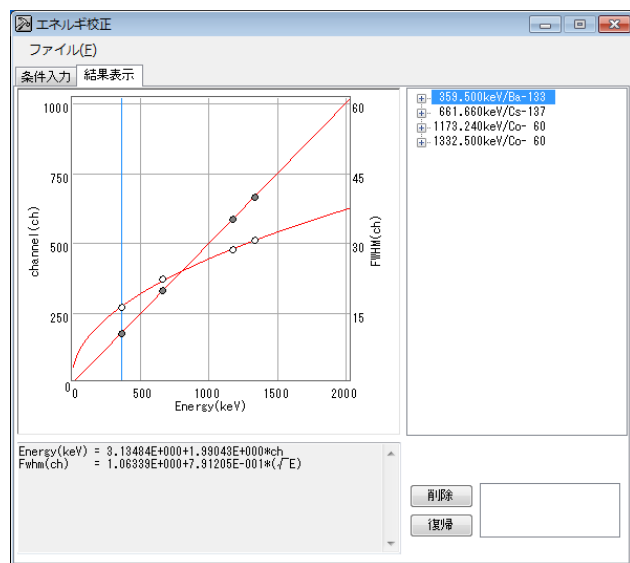 エネルギ校正
ファイル(F)
条件入力 結果表示
1000
750
500
250
0
channel(ch)
60
45
30
15
FWHM(ch)
0 500 1000 1500 2000
Energy(keV)
359.500keV/Ba-133
661.660keV/Cs-137
1173.240keV/Co- 60
1332.500keV/Co- 60
Energy(keV) = 3.13484E+000+1.99043E+000*ch
Fwhm(ch) = 1.06339E+000+7.91205E-001*(√E)
削除
復帰